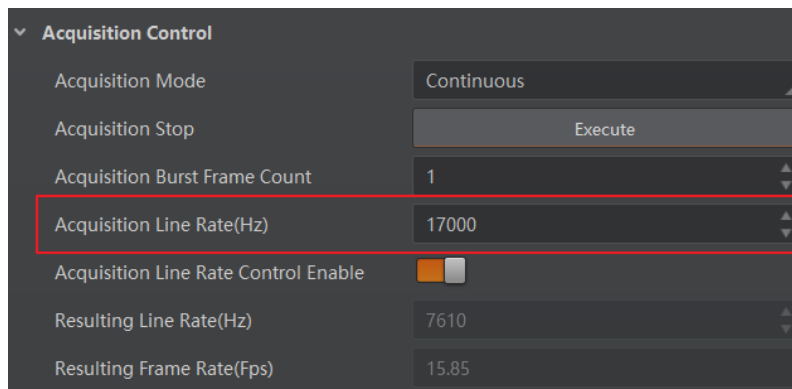 Acquisition Control
Acquisition Mode Continuous
Acquisition Stop Execute
Acquisition Burst Frame Count 1
Acquisition Line Rate(Hz) 17000
Acquisition Line Rate Control Enable
Resulting Line Rate(Hz) 7610
Resulting Frame Rate(Fps) 15.85